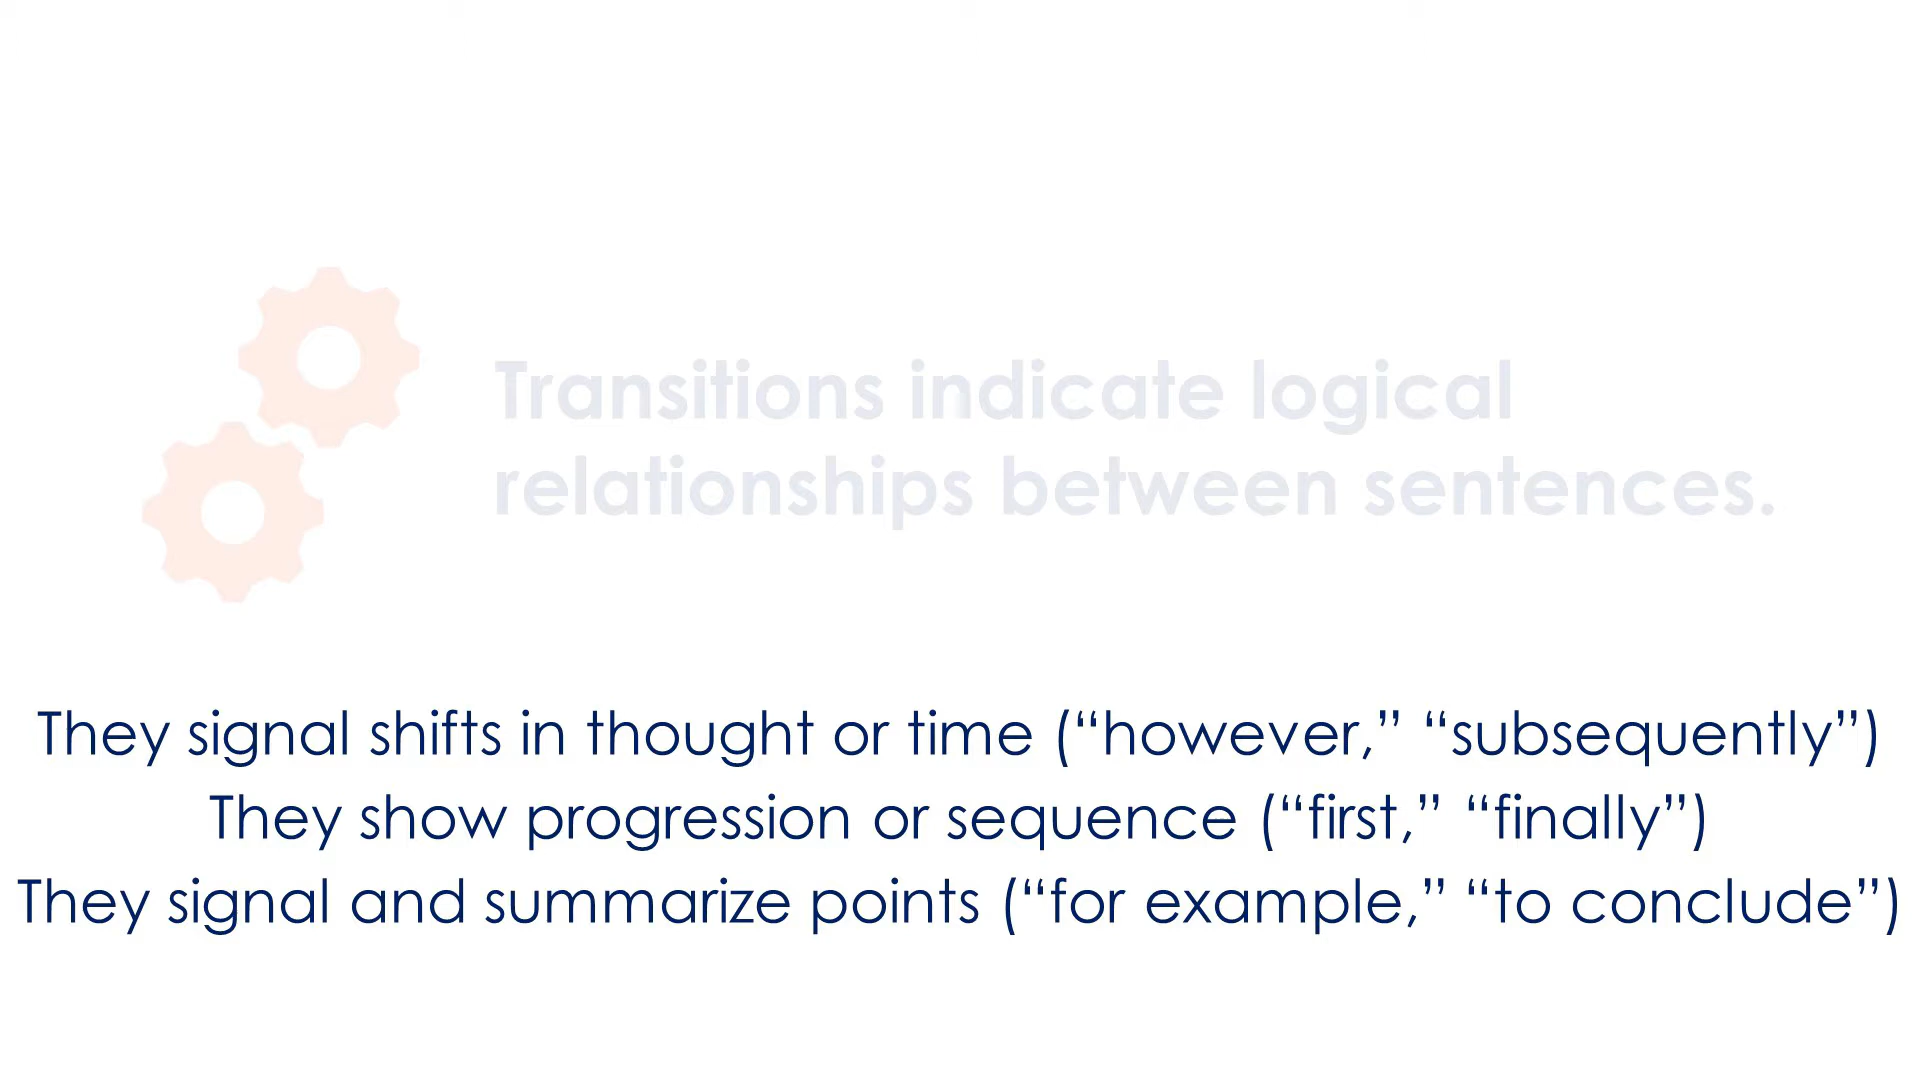 Transitions indicate logical
relationships between sentences.
They signal shifts in thought or time (“however,” “subsequently”)
They show progression or sequence (“first,” “finally”)
They signal and summarize points (“for example,” “to conclude”)